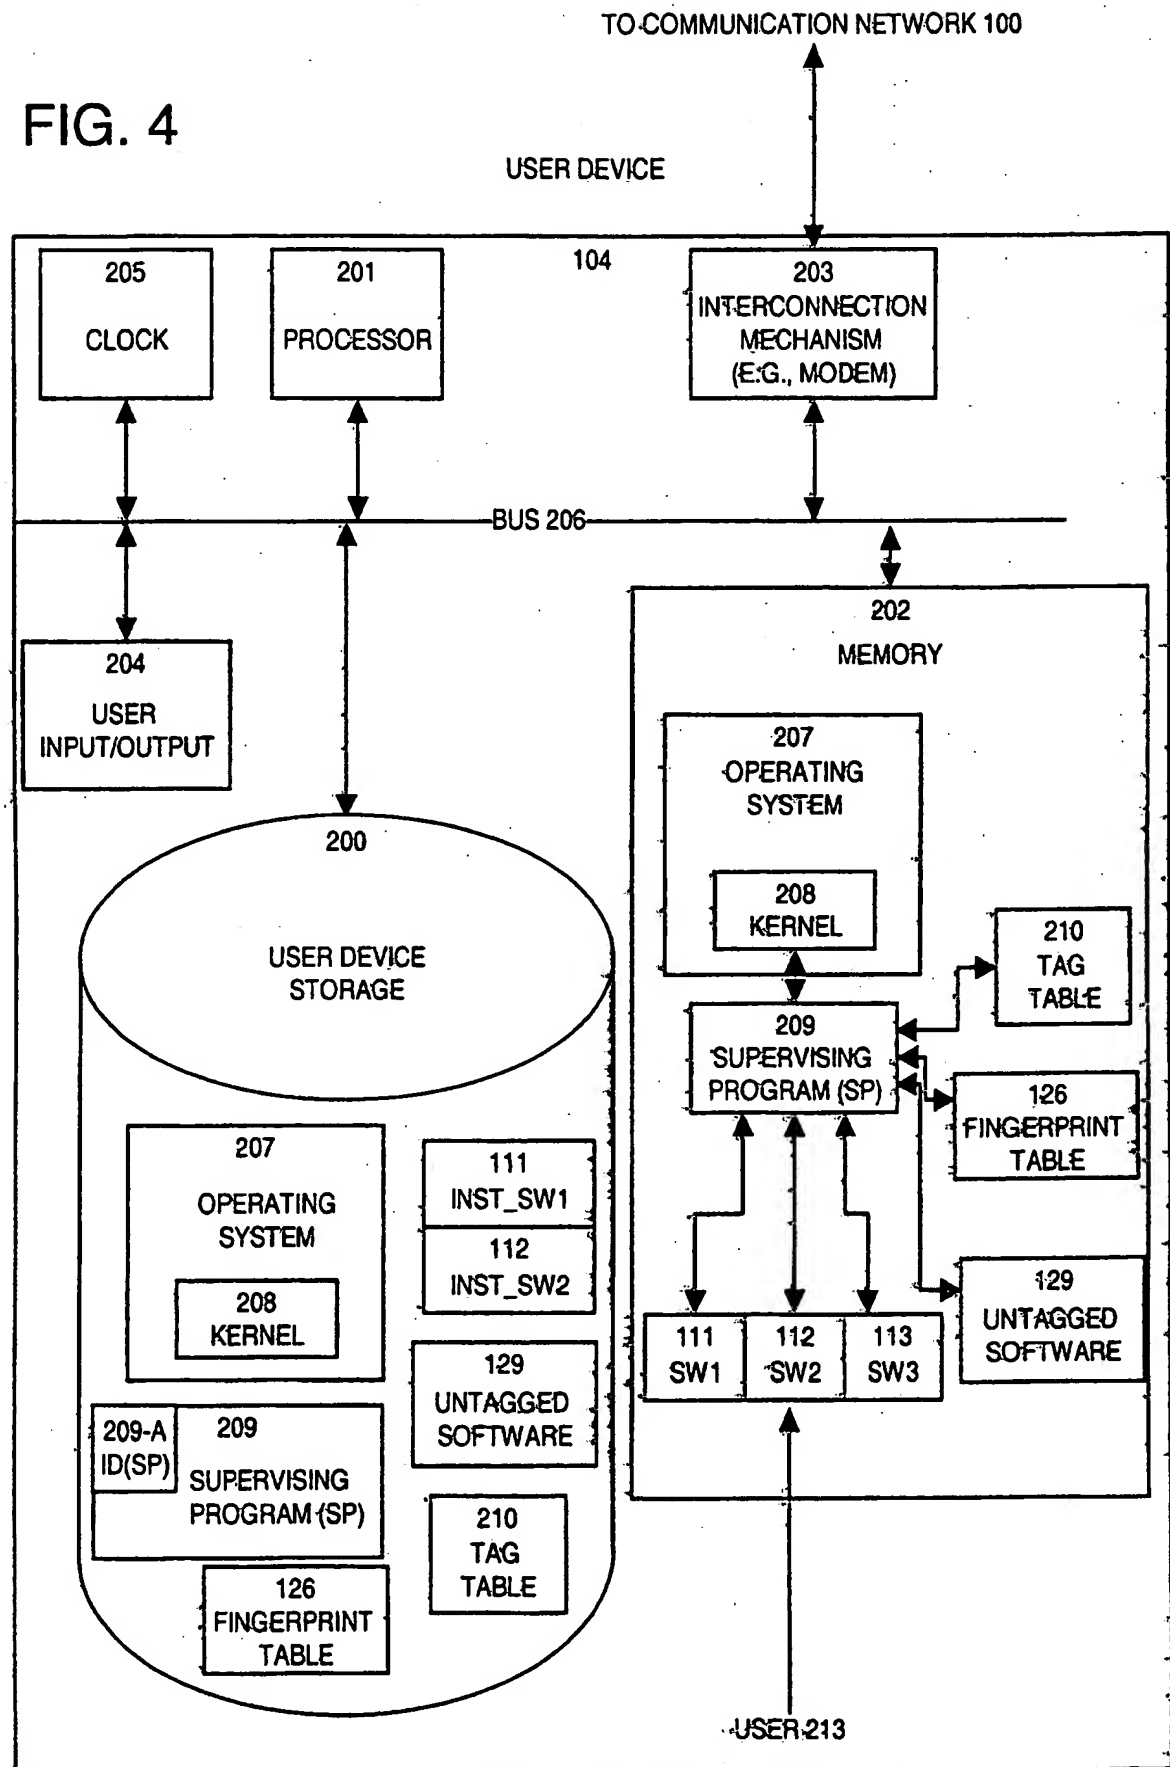 TO COMMUNICATION NETWORK 100
FIG. 4
USER DEVICE
205
CLOCK
201
PROCESSOR
104
203
INTERCONNECTION
MECHANISM
(E.G., MODEM)
BUS 206
204
USER
INPUT/OUTPUT
200
USER DEVICE
STORAGE
207
OPERATING
SYSTEM
208
KERNEL
111
INST_SW1
112
INST_SW2
129
UNTAGGED
SOFTWARE
209-A
ID(SP)
209
SUPERVISING
PROGRAM (SP)
210
TAG
TABLE
126
FINGERPRINT
TABLE
202
MEMORY
207
OPERATING
SYSTEM
208
KERNEL
209
SUPERVISING
PROGRAM (SP)
210
TAG
TABLE
126
FINGERPRINT
TABLE
129
UNTAGGED
SOFTWARE
111
SW1
112
SW2
113
SW3
USER 213